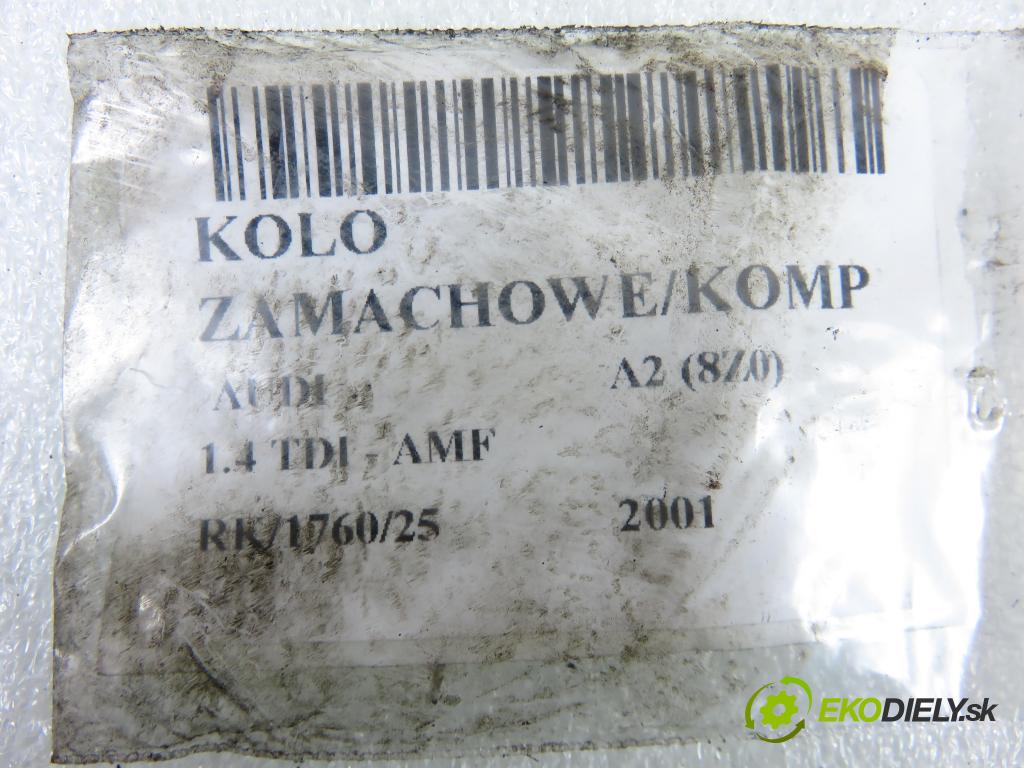 KOLO
ZAMACHOWE/KOMP
AUDI A2 (8Z0)
1.4 TDI - AMF
RK/1760/25 2001
EKODIELY.sk